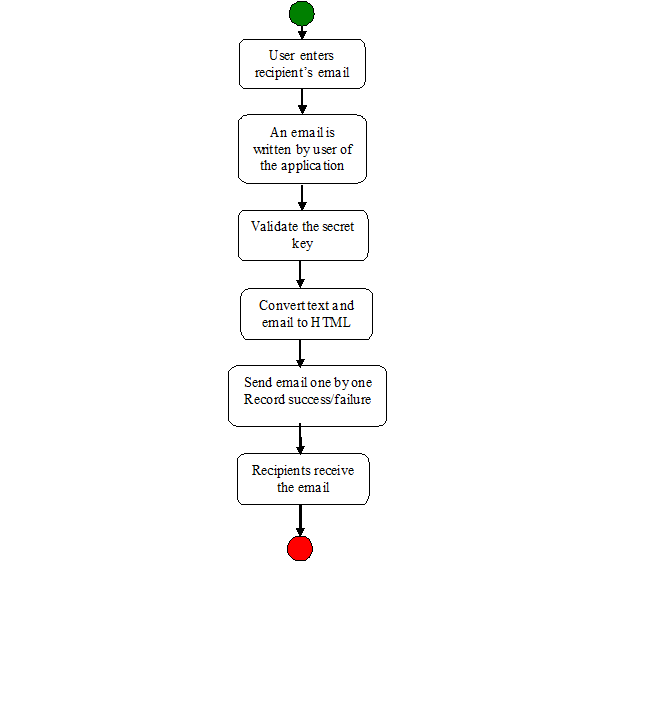 User enters
recipient's email
An email is
written by user of
the application
Validate the secret
key
Convert text and
email to HTML
Send email one by one
Record success/failure
Recipients receive
the email